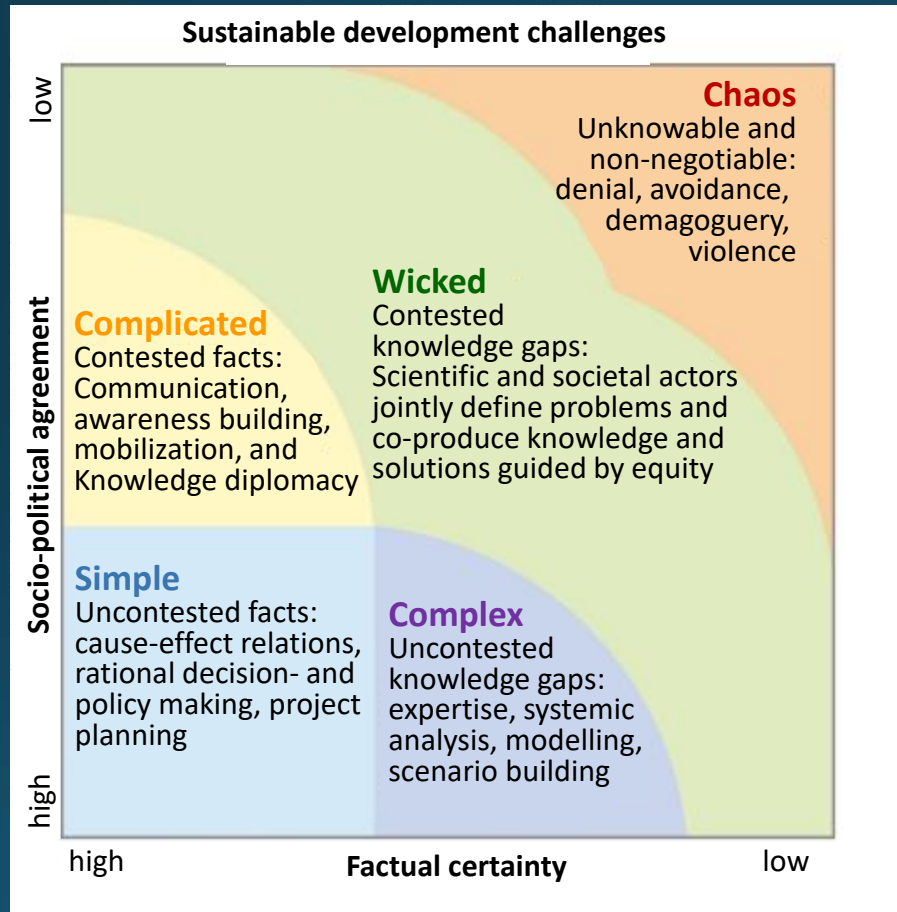 Sustainable development challenges
low
Chaos
Unknowable and
non-negotiable:
denial, avoidance,
demagoguery,
violence
Wicked
Contested
knowledge gaps:
Scientific and societal actors
jointly define problems and
co-produce knowledge and
solutions guided by equity
Complicated
Contested facts:
Communication,
awareness building,
mobilization, and
Knowledge diplomacy
Socio-political agreement
Simple
Uncontested facts:
cause-effect relations,
rational decision- and
policy making, project
planning
Complex
Uncontested
knowledge gaps:
expertise, systemic
analysis, modelling,
scenario building
high
high
Factual certainty
low